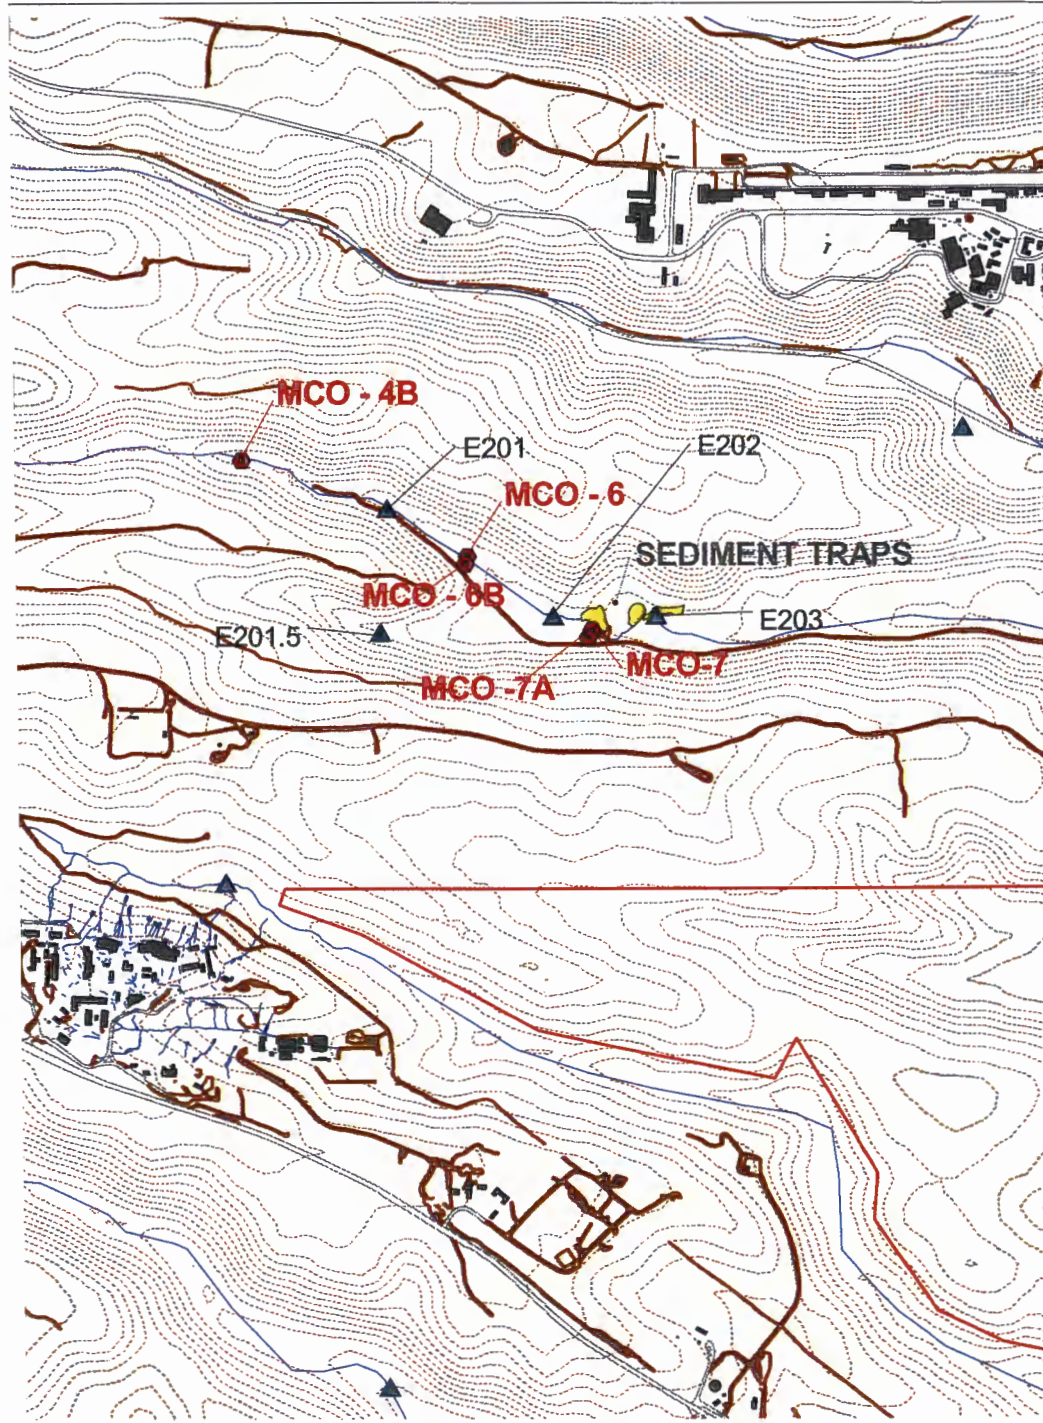 MCO - 4B
E201
E202
MCO - 6
SEDIMENT TRAPS
MCO - 6B
E203
E201.5
MCO-7
MCO -7A